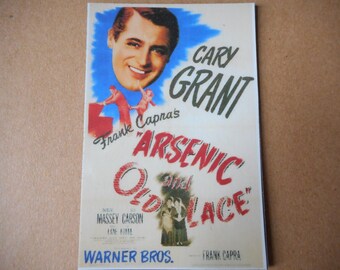 CARY
GRANT
Frank Capra's
"ARSENIC
and
OLD LACE"
MASSEY CARSON
WARNER BROS.
FRANK CAPRA